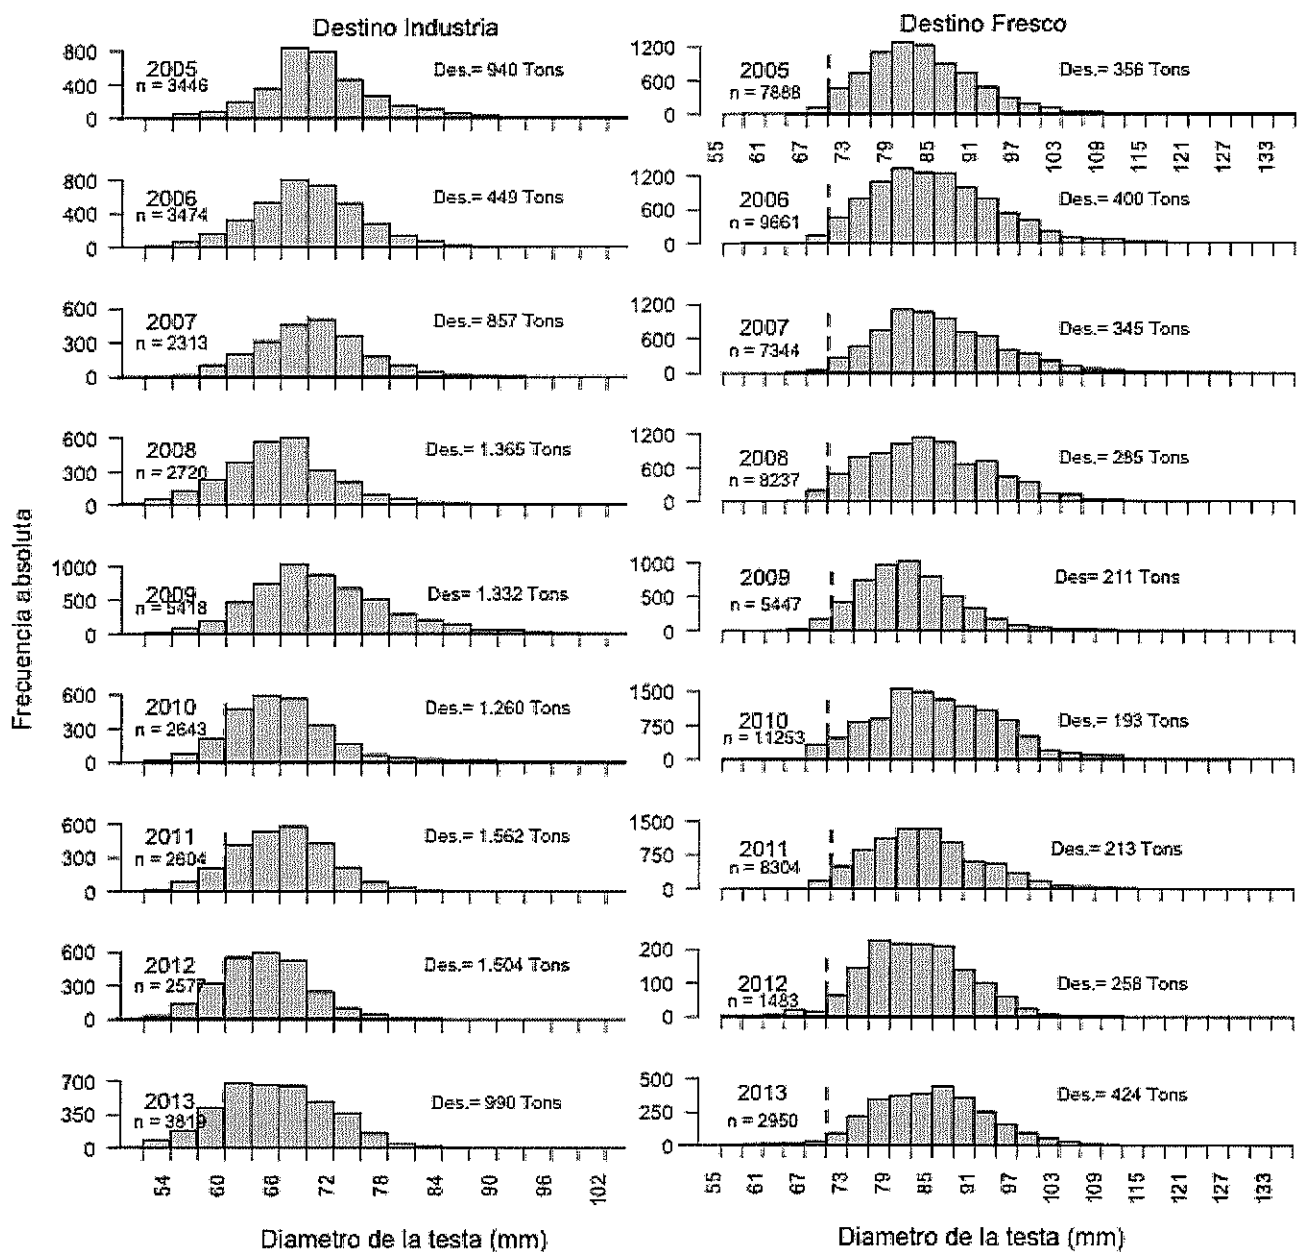 Destino Industria
Destino Fresco
Frecuencia absoluta
800
400
0
2005
n = 3446
Des.= 940 Tons
1200
600
0
2005
n = 7888
Des.= 356 Tons
55 61 67 73 79 85 91 97 103 109 115 121 127 133
800
400
0
2006
n = 3474
Des.= 449 Tons
1200
600
0
2006
n = 9661
Des.= 400 Tons
600
300
0
2007
n = 2313
Des.= 857 Tons
1200
600
0
2007
n = 7344
Des.= 345 Tons
600
300
0
2008
n = 2720
Des.= 1.365 Tons
1200
600
0
2008
n = 8237
Des.= 285 Tons
1000
500
0
2009
n = 5418
Des= 1.332 Tons
1000
500
0
2009
n = 5447
Des= 211 Tons
600
300
0
2010
n = 2643
Des.= 1.260 Tons
1500
750
0
2010
n = 11253
Des.= 193 Tons
600
300
0
2011
n = 2604
Des.= 1.562 Tons
1500
750
0
2011
n = 8304
Des.= 213 Tons
600
300
0
2012
n = 2577
Des.= 1.504 Tons
200
100
0
2012
n = 1483
Des.= 258 Tons
700
350
0
2013
n = 3819
Des.= 990 Tons
500
250
0
2013
n = 2950
Des.= 424 Tons
54 60 66 72 78 84 90 96 102
55 61 67 73 79 85 91 97 103 109 115 121 127 133
Diametro de la testa (mm)
Diametro de la testa (mm)